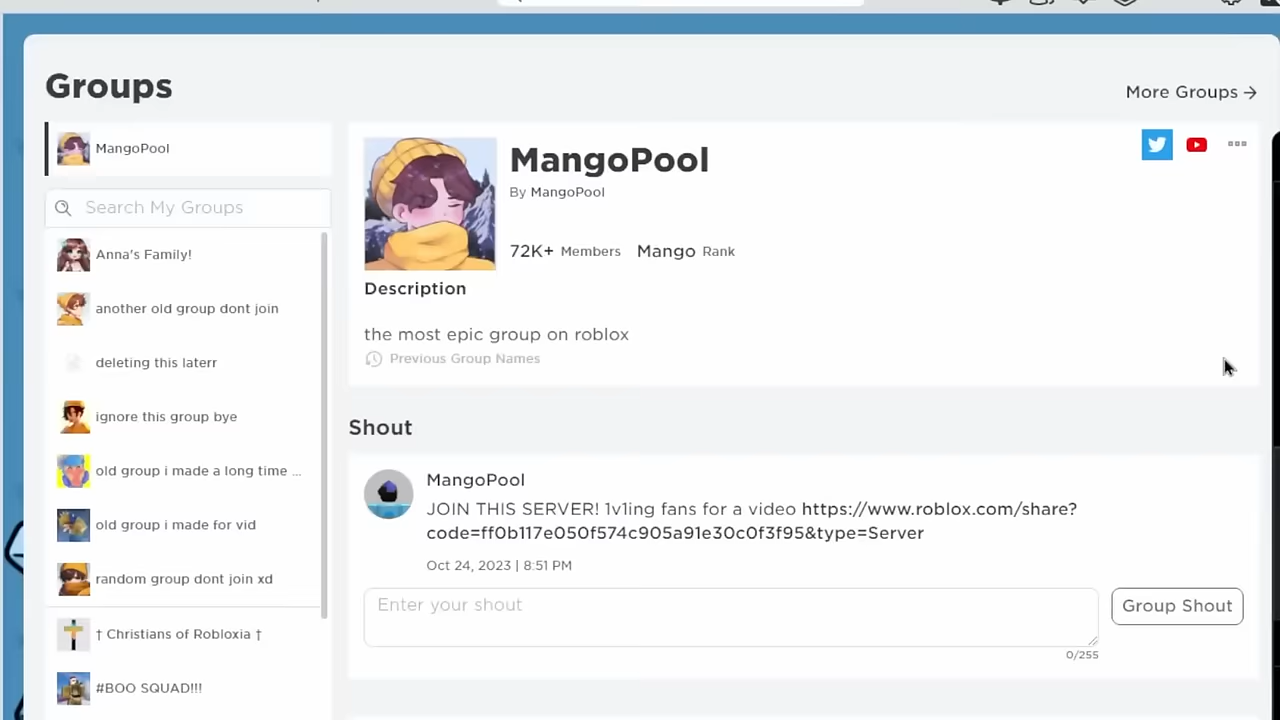 Groups
More Groups →
MangoPool
Search My Groups
Anna's Family!
another old group dont join
deleting this laterr
ignore this group bye
old group i made a long time ...
old group i made for vid
random group dont join xd
† Christians of Robloxia †
#BOO SQUAD!!!
MangoPool
By MangoPool
72K+ Members Mango Rank
Description
the most epic group on roblox
Previous Group Names
Shout
MangoPool
JOIN THIS SERVER! 1v1ing fans for a video https://www.roblox.com/share?
code=ff0b117e050f574c905a91e30c0f3f95&type=Server
Oct 24, 2023 | 8:51 PM
Enter your shout
Group Shout
0/255